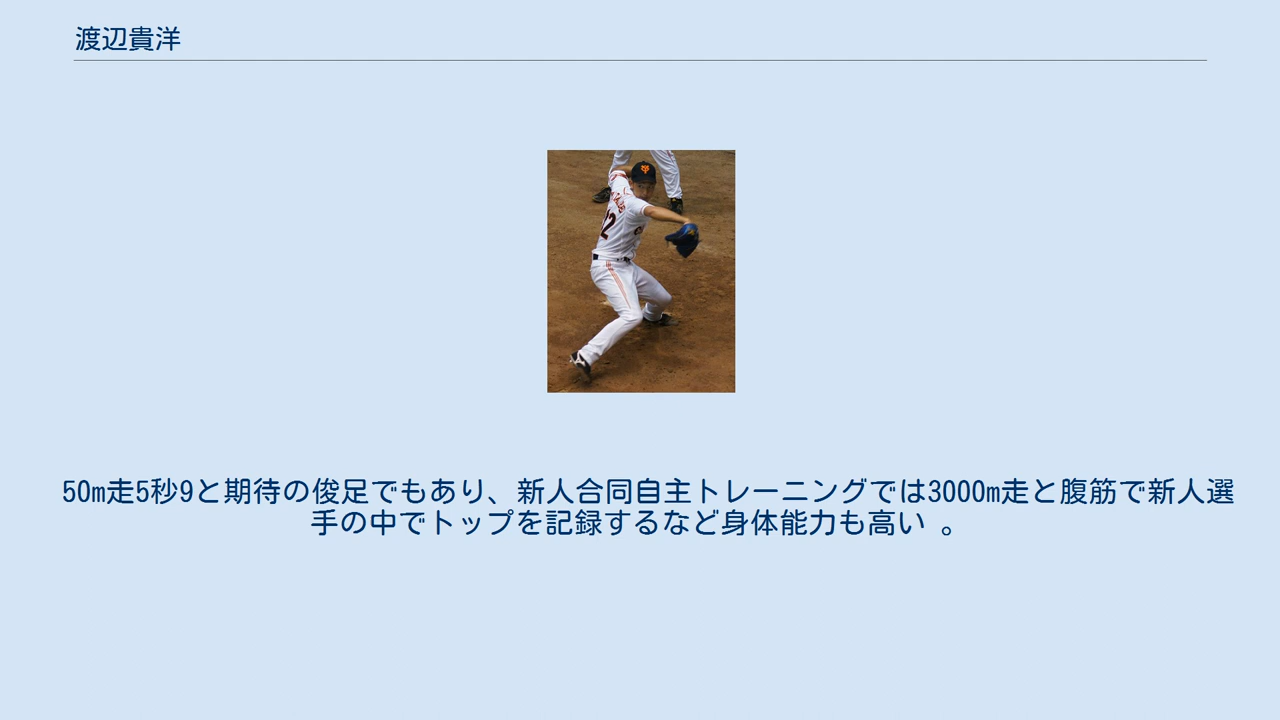 渡辺貴洋
50m走5秒9と期待の俊足でもあり、新人合同自主トレーニングでは3000m走と腹筋で新人選
手の中でトップを記録するなど身体能力も高い 。